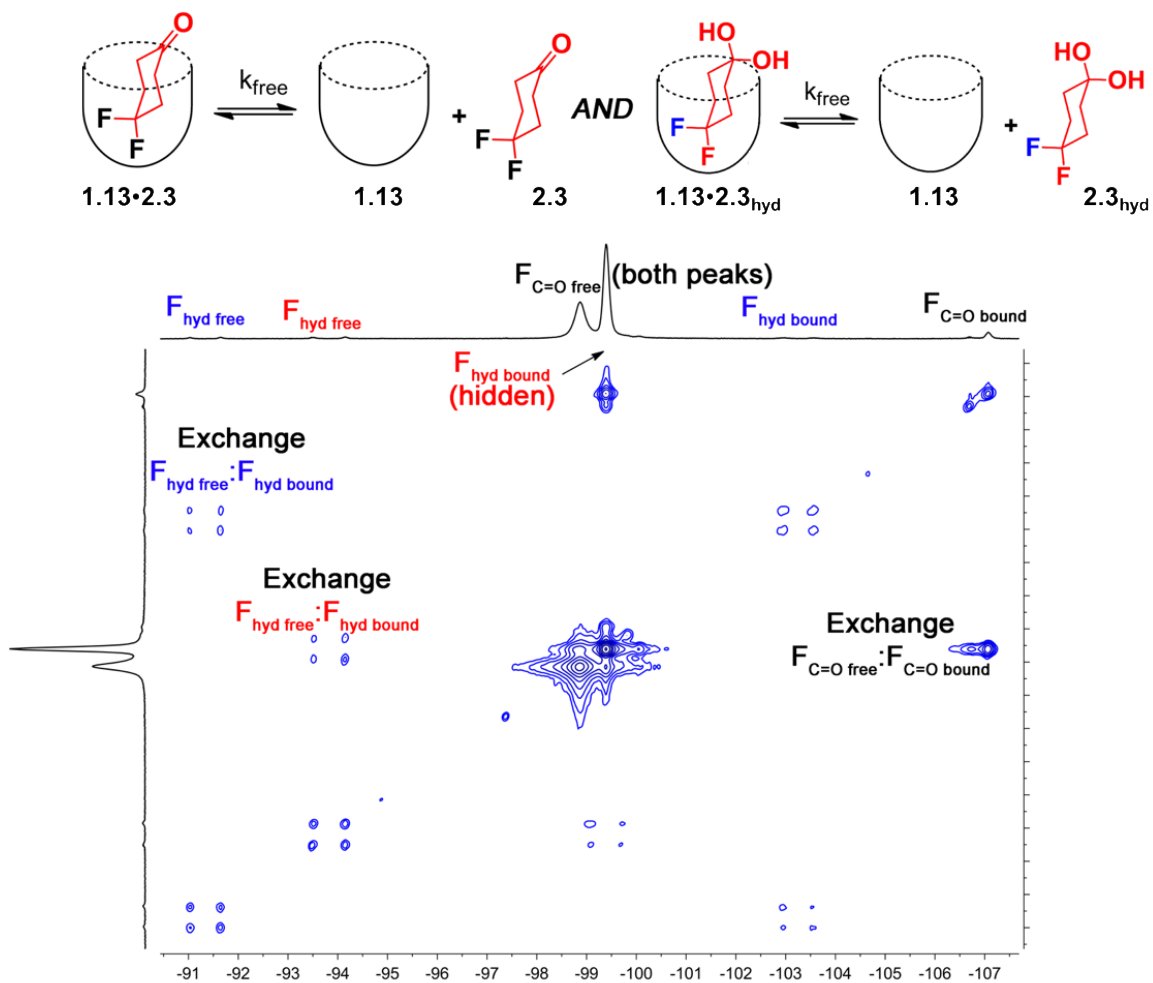 O
HO
OH
O
HO
OH
k_free
AND
k_free
F
F
+
F
F
F
F
+
F
F
1.13•2.3
1.13
2.3
1.13•2.3_hyd
1.13
2.3_hyd
F_C=O free (both peaks)
F_hyd free
F_hyd free
F_hyd bound
F_C=O bound
F_hyd bound
(hidden)
Exchange
F_hyd free:F_hyd bound
Exchange
F_hyd free:F_hyd bound
Exchange
F_C=O free:F_C=O bound
-91 -92 -93 -94 -95 -96 -97 -98 -99 -100 -101 -102 -103 -104 -105 -106 -107